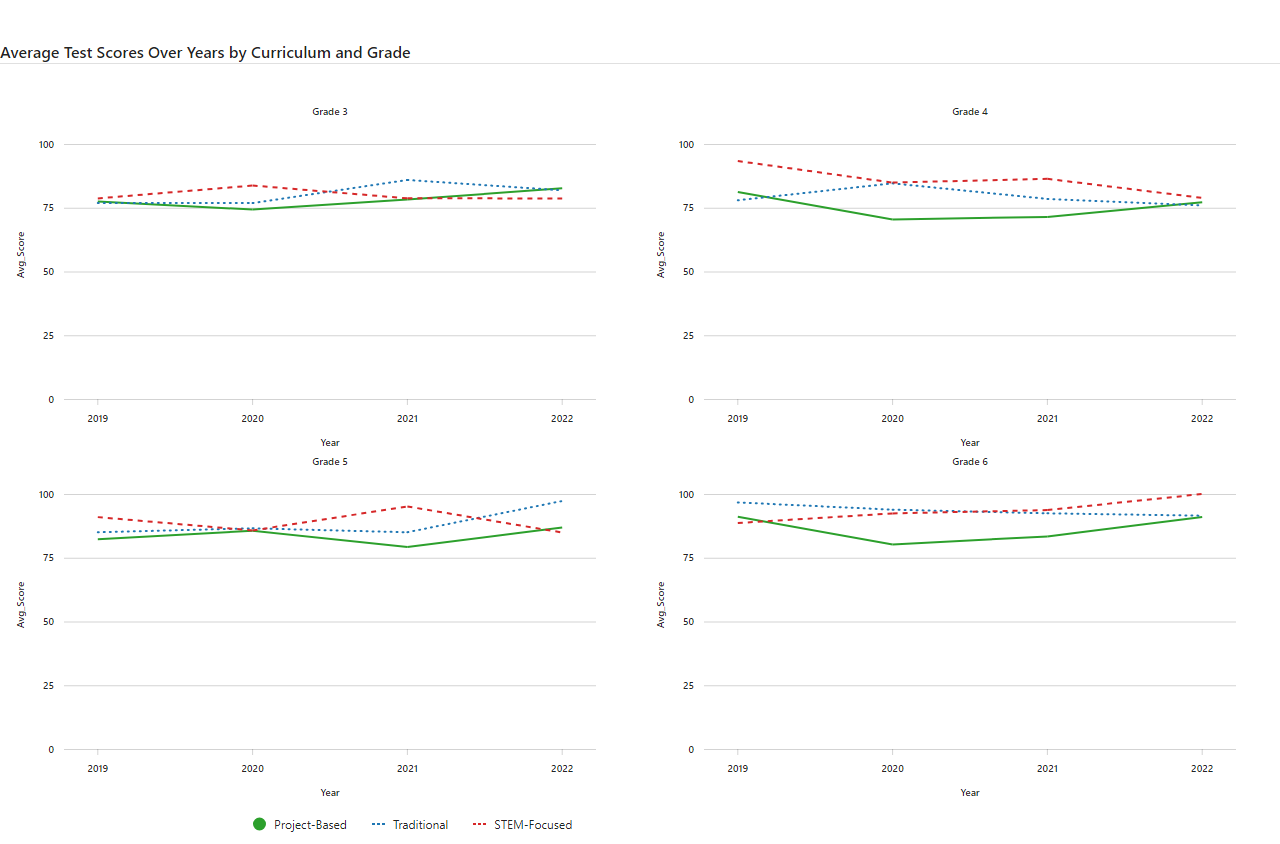 Average Test Scores Over Years by Curriculum and Grade
Grade 3
100
75
50
25
0
Avg_Score
2019 2020 2021 2022
Year
Grade 4
100
75
50
25
0
Avg_Score
2019 2020 2021 2022
Year
Grade 5
100
75
50
25
0
Avg_Score
2019 2020 2021 2022
Year
Grade 6
100
75
50
25
0
Avg_Score
2019 2020 2021 2022
Year
Project-Based Traditional STEM-Focused